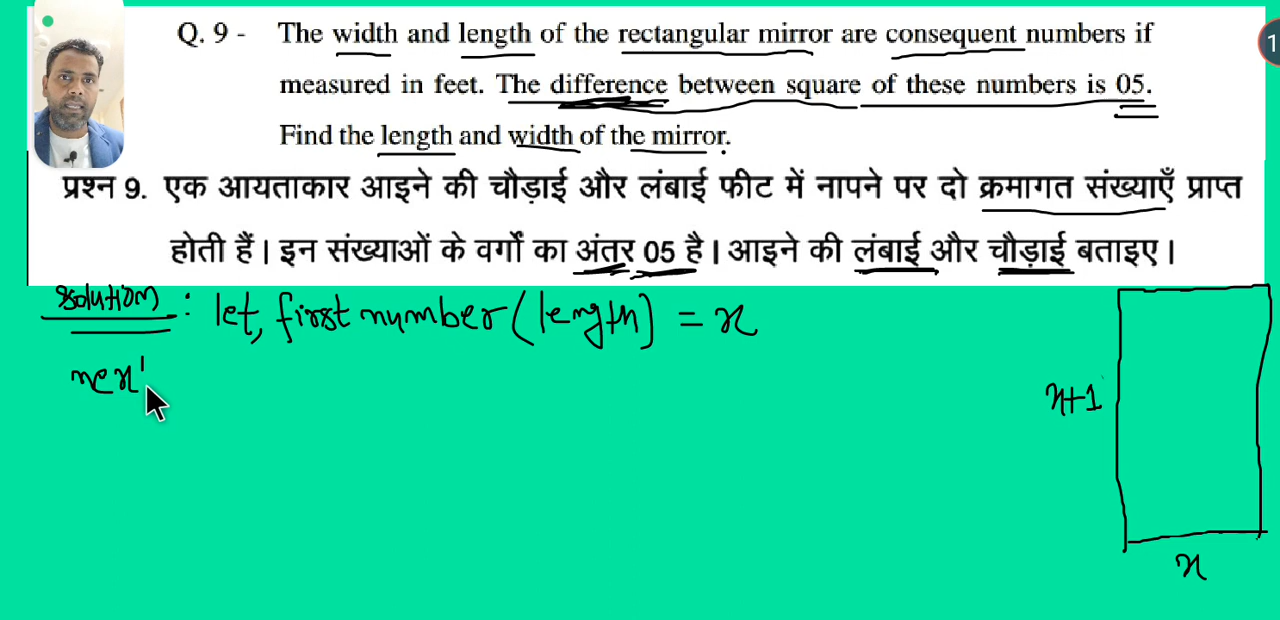 Q. 9 - The width and length of the rectangular mirror are consequent numbers if
measured in feet. The difference between square of these numbers is 05.
Find the length and width of the mirror.
प्रश्न 9. एक आयताकार आइने की चौड़ाई और लंबाई फीट में नापने पर दो क्रमागत संख्याएँ प्राप्त
होती हैं। इन संख्याओं के वर्गों का अंतर 05 है। आइने की लंबाई और चौड़ाई बताइए।
solution : let, first number (length) = x
nex'
x+1
x
1